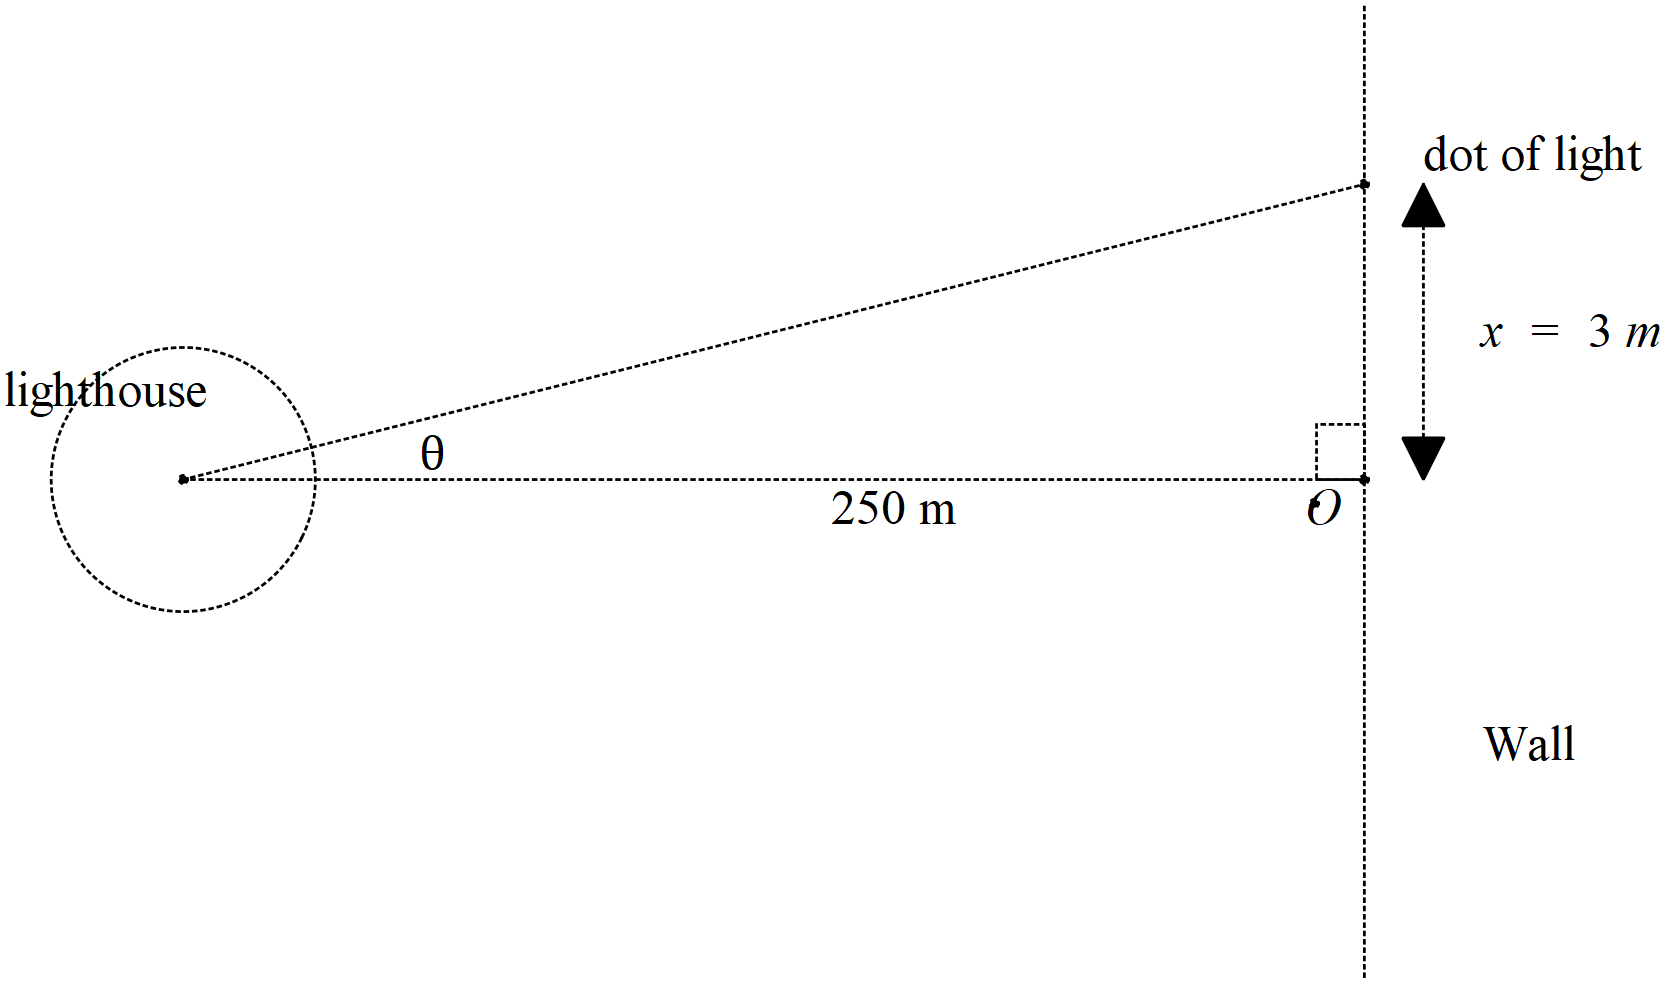 dot of light
x = 3 m
lighthouse
θ
250 m
O
Wall